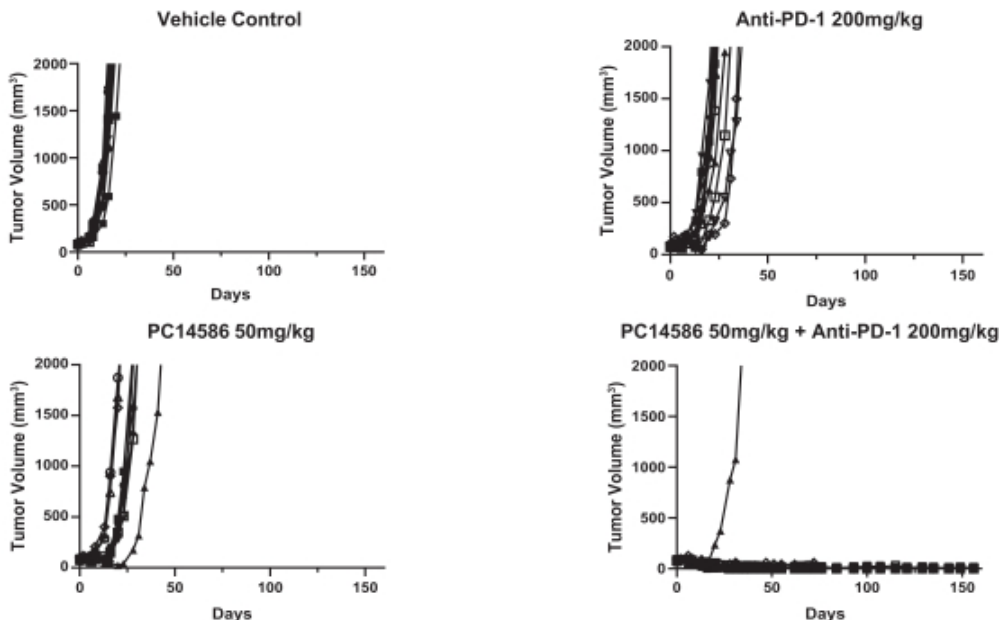 Vehicle Control
2000
1500
1000
500
0
Tumor Volume (mm³)
0 50 100 150
Days
Anti-PD-1 200mg/kg
2000
1500
1000
500
0
Tumor Volume (mm³)
0 50 100 150
Days
PC14586 50mg/kg
2000
1500
1000
500
0
Tumor Volume (mm³)
0 50 100 150
Days
PC14586 50mg/kg + Anti-PD-1 200mg/kg
2000
1500
1000
500
0
Tumor Volume (mm³)
0 50 100 150
Days